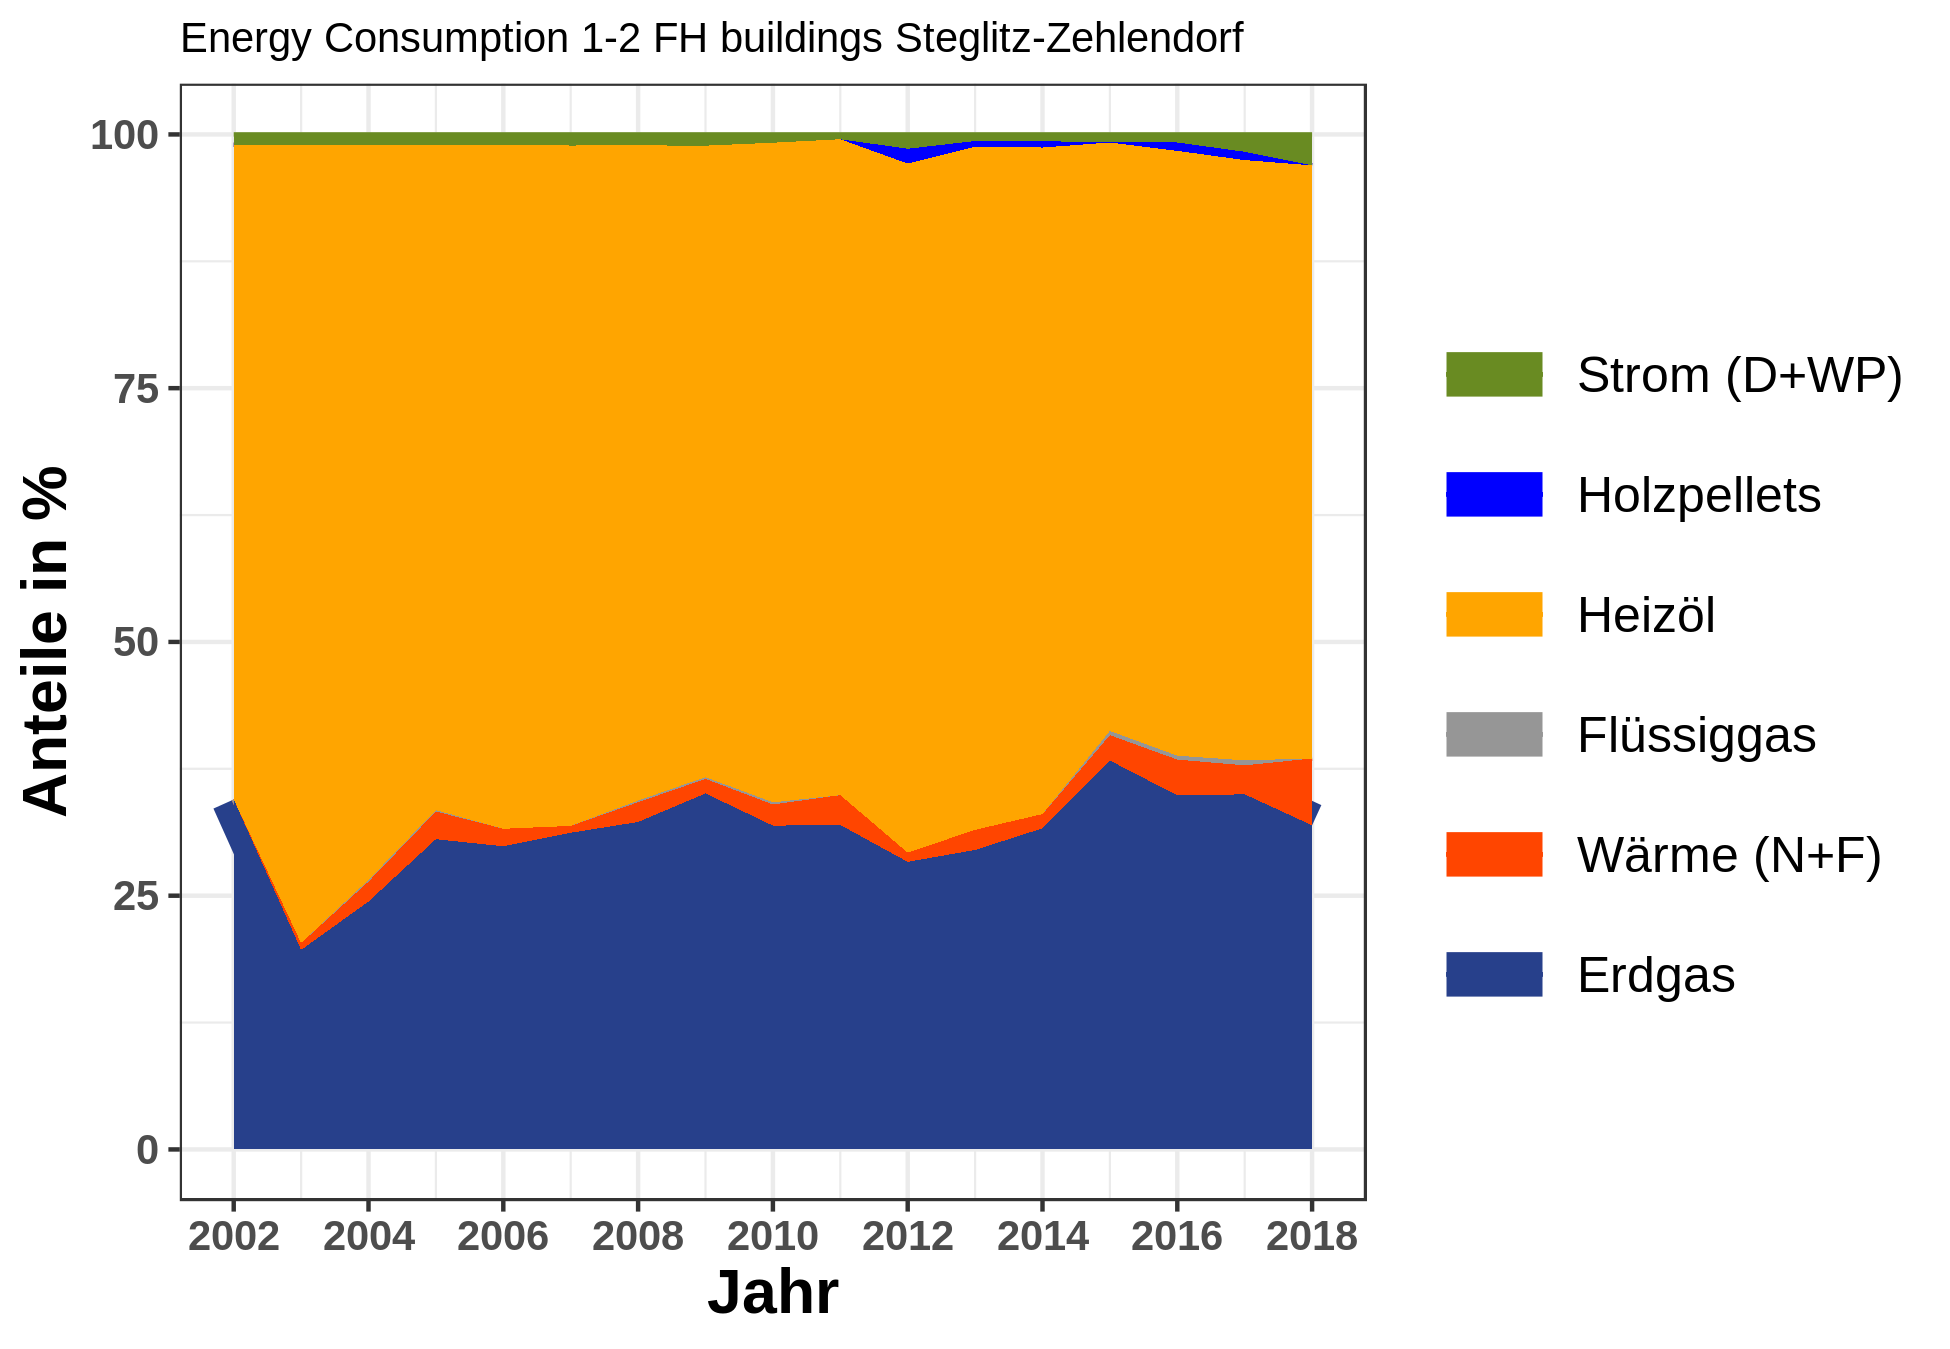 Energy Consumption 1-2 FH buildings Steglitz-Zehlendorf
Anteile in %
100
75
50
25
0
2002 2004 2006 2008 2010 2012 2014 2016 2018
Jahr
Strom (D+WP)
Holzpellets
Heizöl
Flüssiggas
Wärme (N+F)
Erdgas